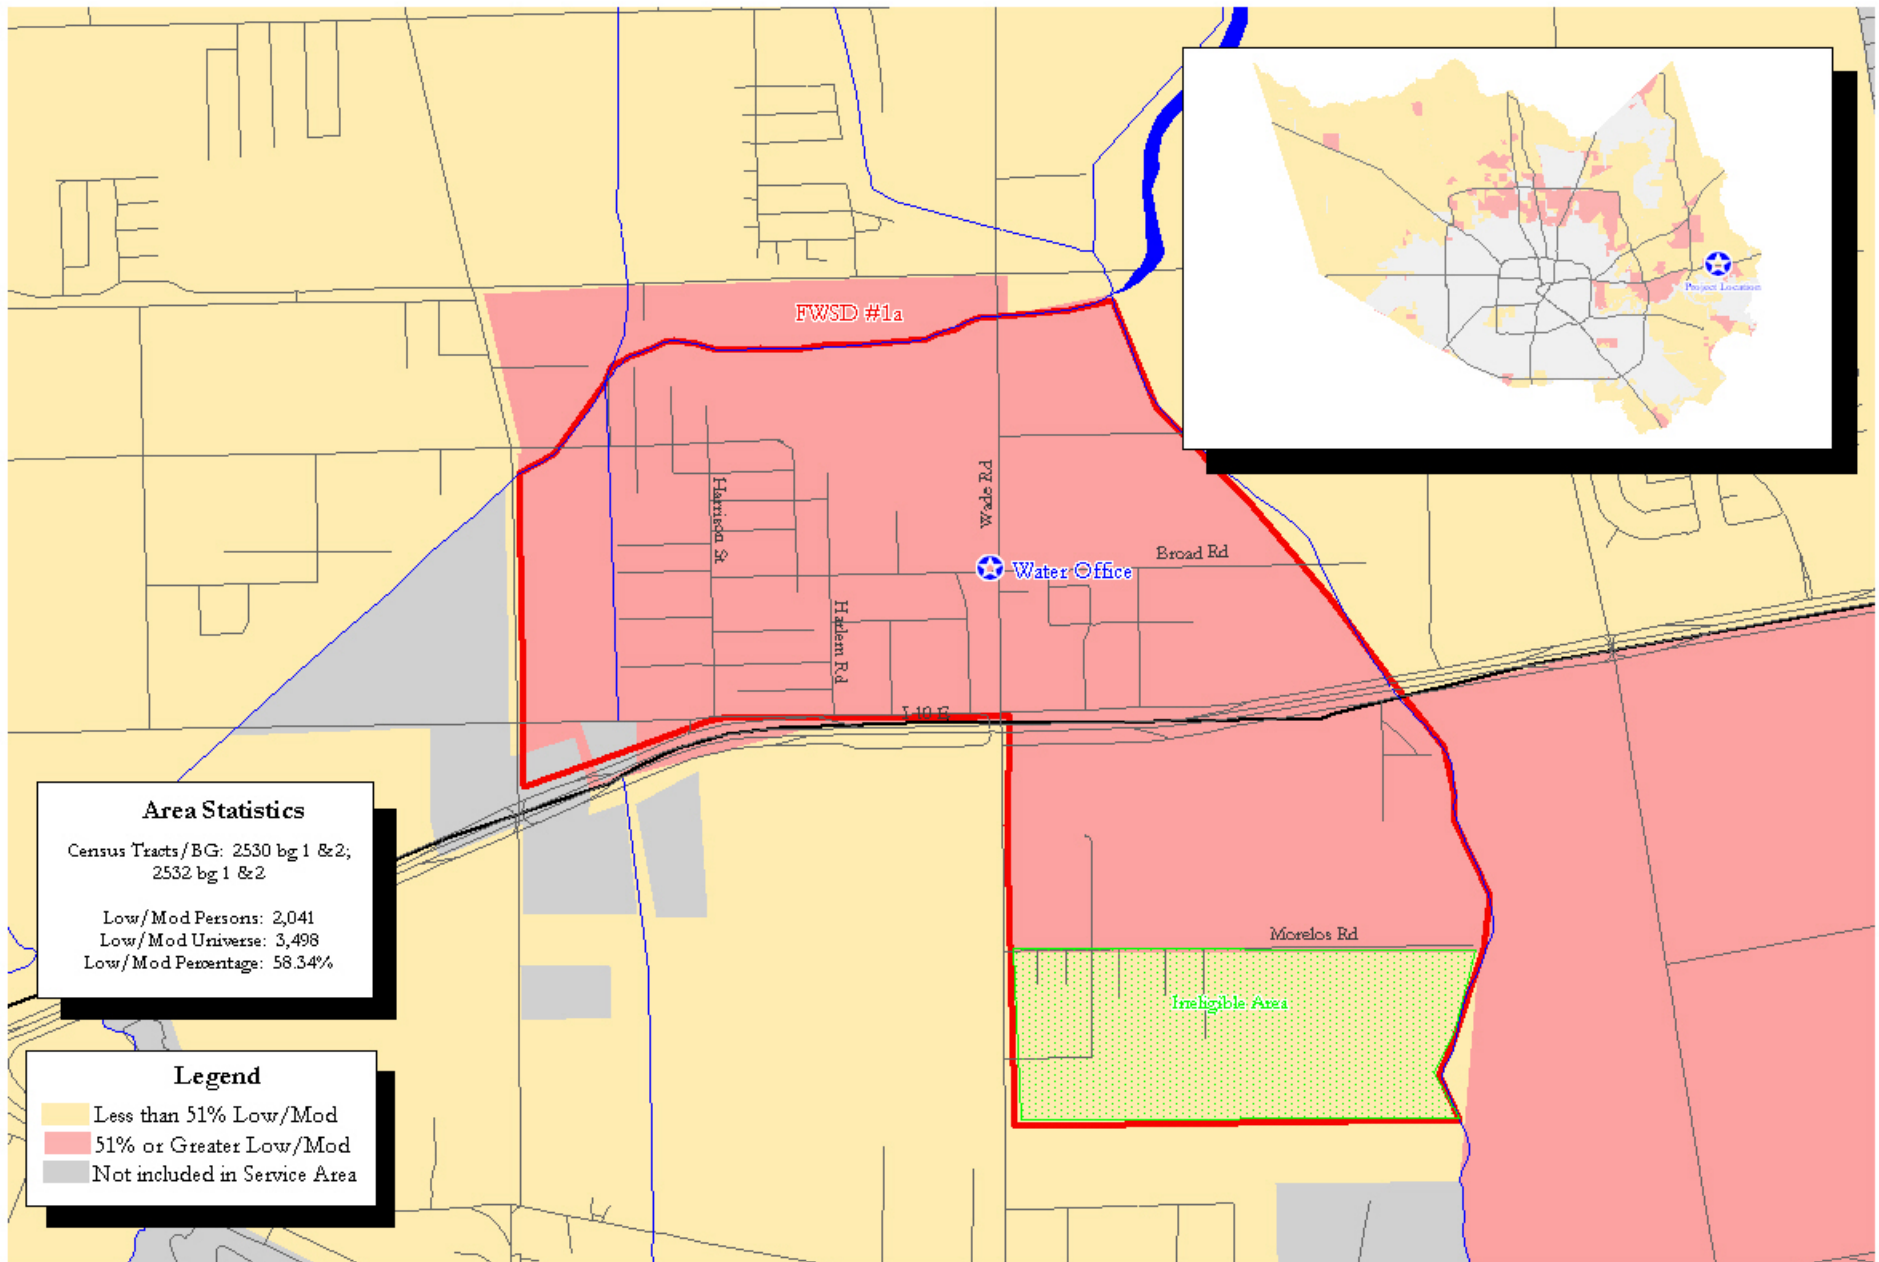 Project Location
FWSD #1a
Harrison St
Wade Rd
Broad Rd
Water Office
Harlem Rd
I-10 E
Area Statistics
Census Tracts/BG: 2530 bg 1 &2;
2532 bg 1 &2
Low/Mod Persons: 2,041
Low/Mod Universe: 3,498
Low/Mod Percentage: 58.34%
Morelos Rd
Ineligible Area
Legend
Less than 51% Low/Mod
51% or Greater Low/Mod
Not included in Service Area